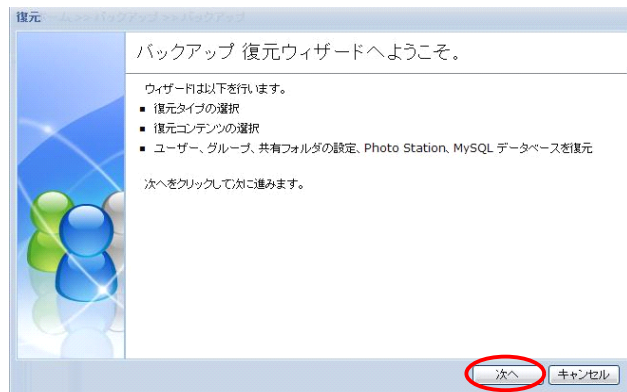 復元
バックアップ 復元ウィザードへようこそ。
ウィザードは以下を行います。
▪ 復元タイプの選択
▪ 復元コンテンツの選択
▪ ユーザー、グループ、共有フォルダの設定、Photo Station、MySQL データベースを復元
次へをクリックして次に進みます。
次へ
キャンセル